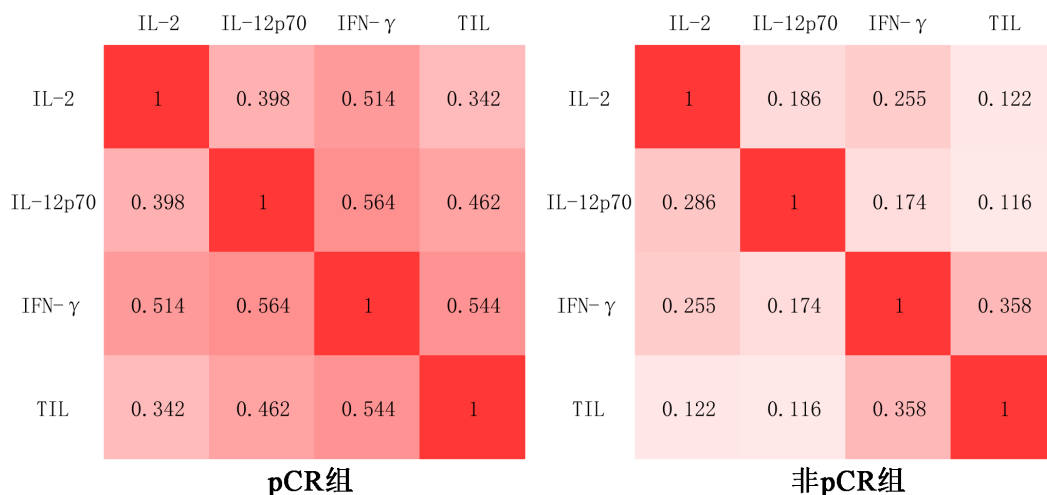 IL-2 IL-12p70 IFN-γ TIL
IL-2 1 0.398 0.514 0.342
IL-12p70 0.398 1 0.564 0.462
IFN-γ 0.514 0.564 1 0.544
TIL 0.342 0.462 0.544 1
pCR组
IL-2 IL-12p70 IFN-γ TIL
IL-2 1 0.186 0.255 0.122
IL-12p70 0.286 1 0.174 0.116
IFN-γ 0.255 0.174 1 0.358
TIL 0.122 0.116 0.358 1
非pCR组